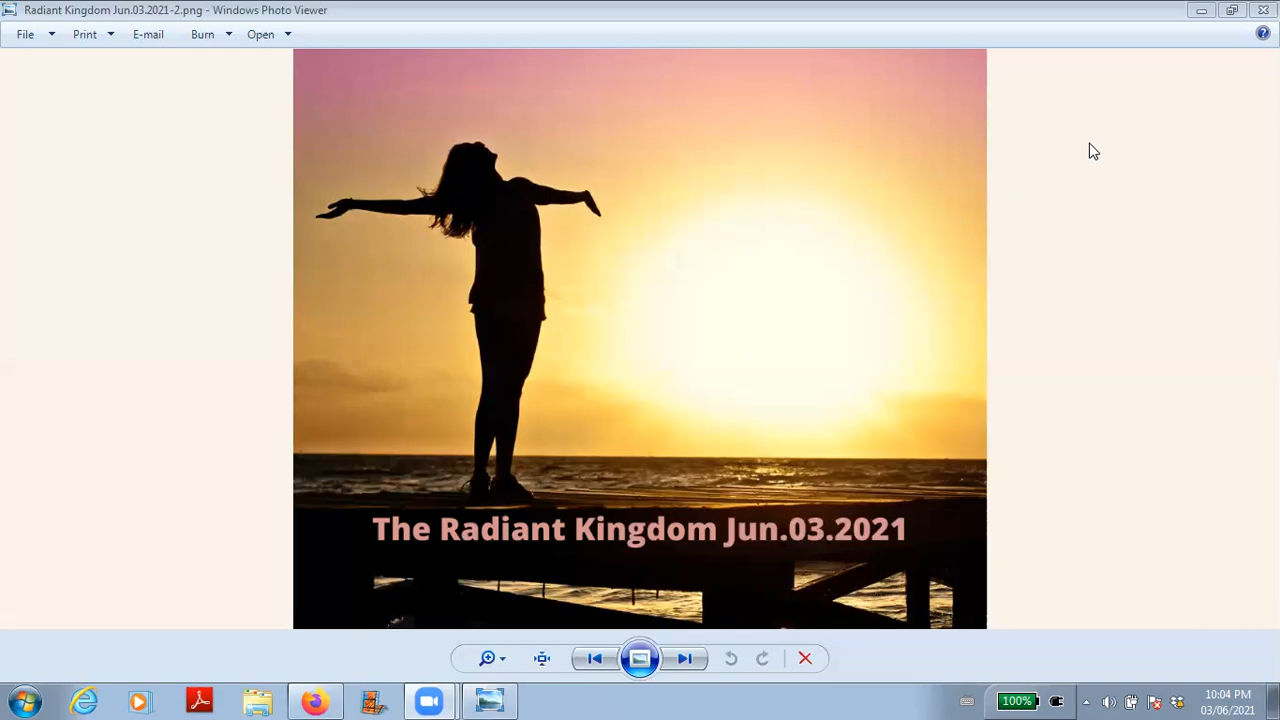 Radiant Kingdom Jun.03.2021-2.png - Windows Photo Viewer
File Print E-mail Burn Open
The Radiant Kingdom Jun.03.2021
100%
10:04 PM
03/06/2021